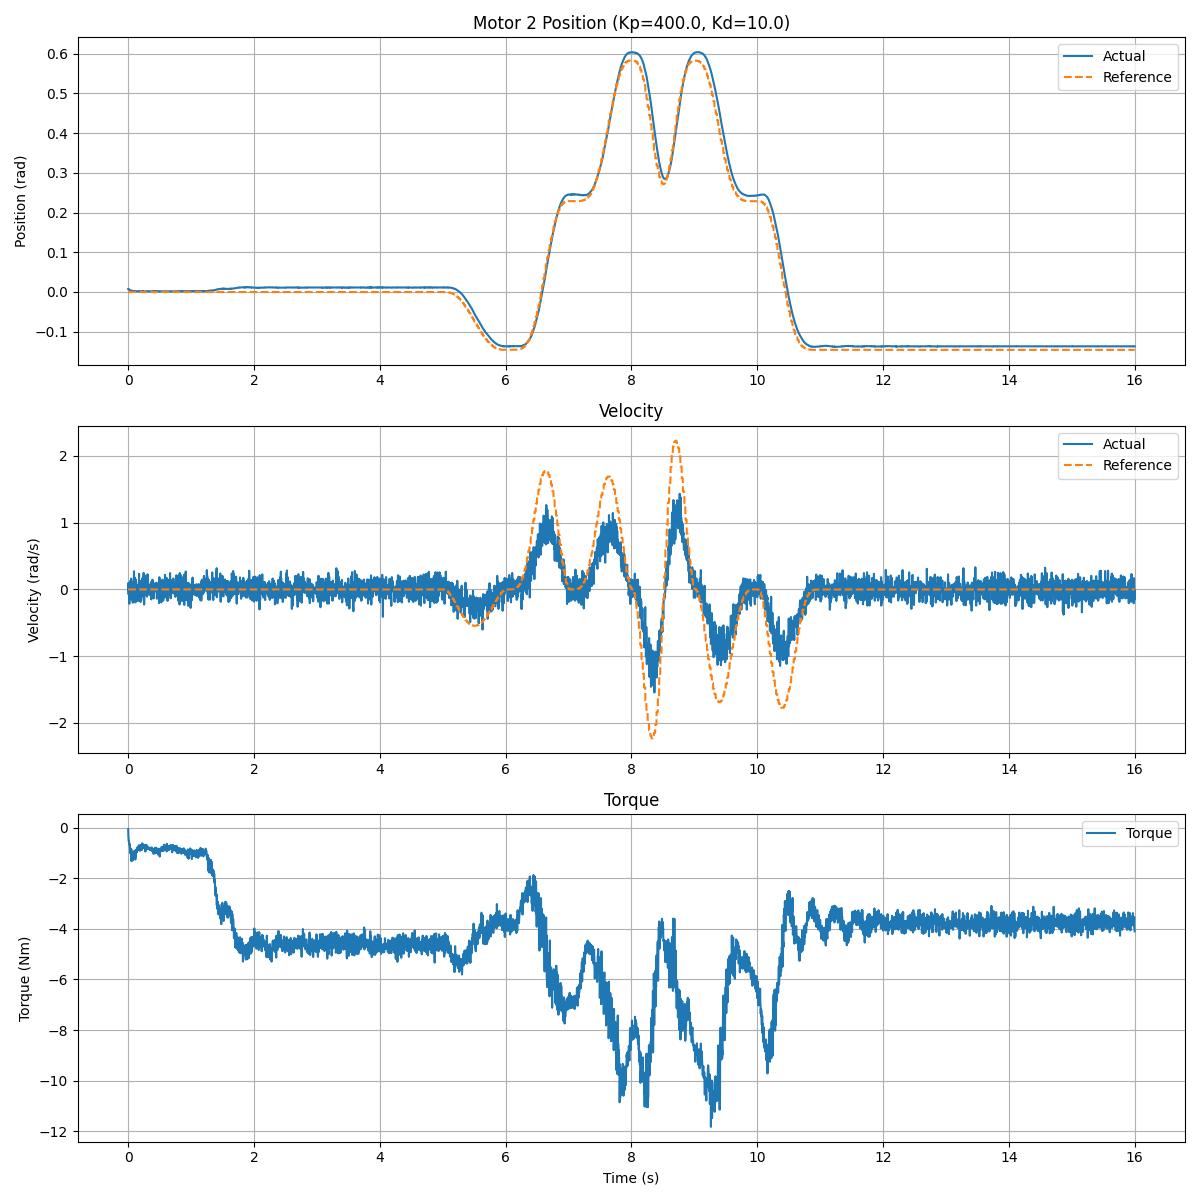 Motor 2 Position (Kp=400.0, Kd=10.0)
Position (rad)
0.6
0.5
0.4
0.3
0.2
0.1
0.0
−0.1
Actual
Reference
0 2 4 6 8 10 12 14 16
Velocity
Velocity (rad/s)
2
1
0
−1
−2
Actual
Reference
0 2 4 6 8 10 12 14 16
Torque
Torque (Nm)
0
−2
−4
−6
−8
−10
−12
Torque
0 2 4 6 8 10 12 14 16
Time (s)